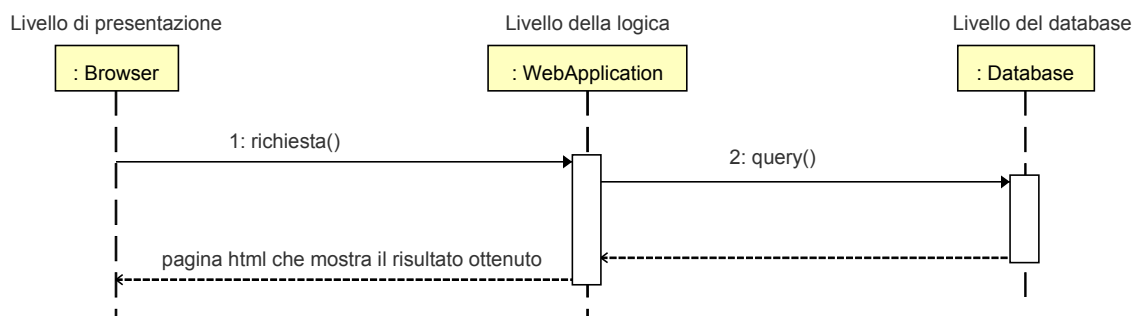 Livello di presentazione
Livello della logica
Livello del database
: Browser
: WebApplication
: Database
1: richiesta()
2: query()
pagina html che mostra il risultato ottenuto